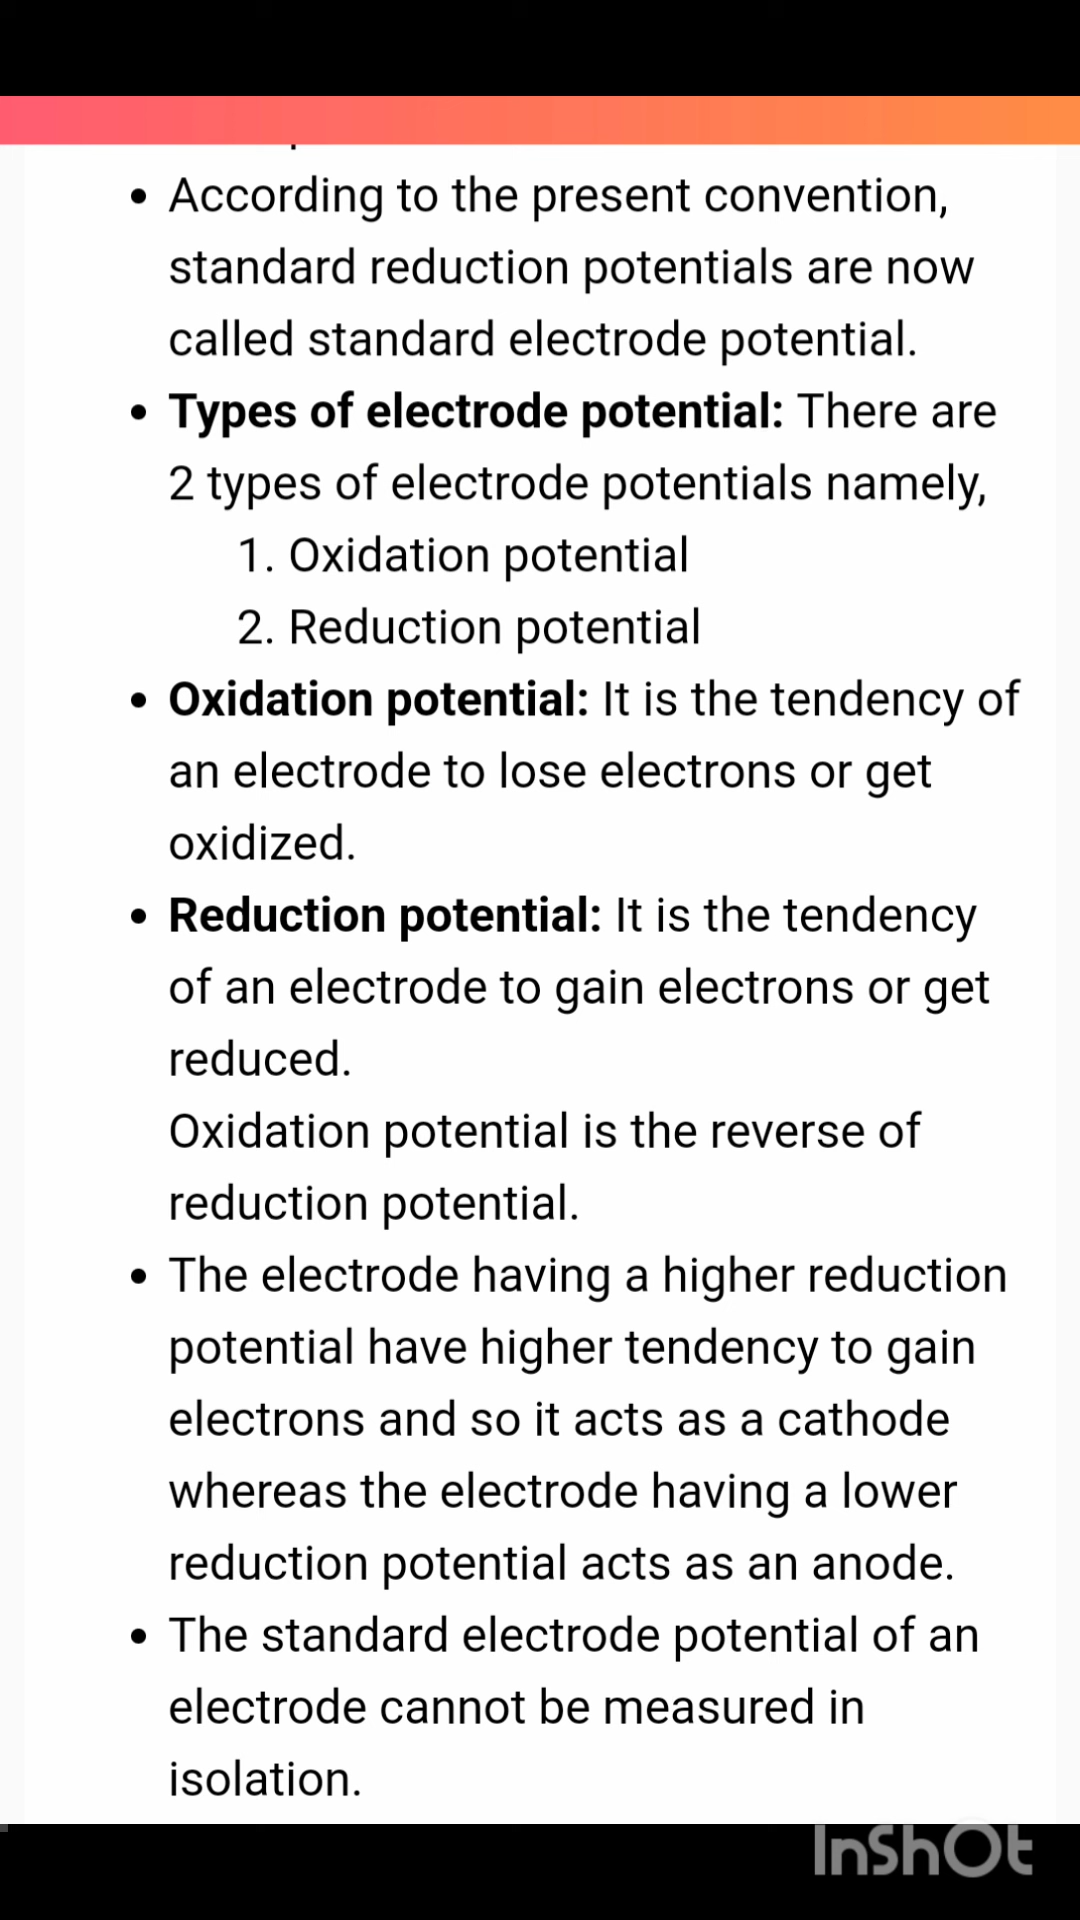 • According to the present convention,
standard reduction potentials are now
called standard electrode potential.
• Types of electrode potential: There are
2 types of electrode potentials namely,
1. Oxidation potential
2. Reduction potential
• Oxidation potential: It is the tendency of
an electrode to lose electrons or get
oxidized.
• Reduction potential: It is the tendency
of an electrode to gain electrons or get
reduced.
Oxidation potential is the reverse of
reduction potential.
• The electrode having a higher reduction
potential have higher tendency to gain
electrons and so it acts as a cathode
whereas the electrode having a lower
reduction potential acts as an anode.
• The standard electrode potential of an
electrode cannot be measured in
isolation.
InShOt